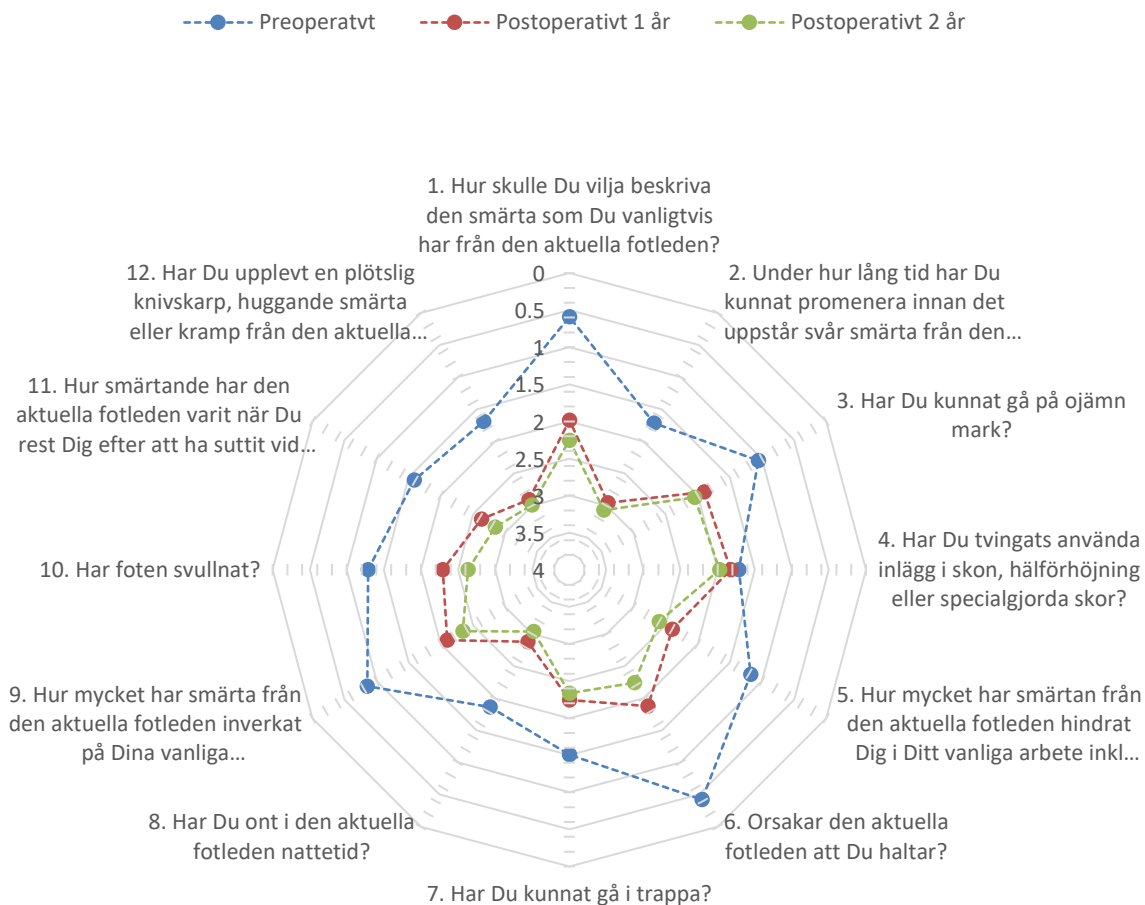 Preoperatvt Postoperativt 1 år Postoperativt 2 år
1. Hur skulle Du vilja beskriva
den smärta som Du vanligtvis
har från den aktuella fotleden?
12. Har Du upplevt en plötslig
knivskarp, huggande smärta
eller kramp från den aktuella...
2. Under hur lång tid har Du
kunnat promenera innan det
uppstår svår smärta från den...
11. Hur smärtande har den
aktuella fotleden varit när Du
rest Dig efter att ha suttit vid...
3. Har Du kunnat gå på ojämn
mark?
0
0.5
1
1.5
2
2.5
3
3.5
4
10. Har foten svullnat?
4. Har Du tvingats använda
inlägg i skon, hälförhöjning
eller specialgjorda skor?
9. Hur mycket har smärta från
den aktuella fotleden inverkat
på Dina vanliga...
5. Hur mycket har smärtan från
den aktuella fotleden hindrat
Dig i Ditt vanliga arbete inkl...
8. Har Du ont i den aktuella
fotleden nattetid?
6. Orsakar den aktuella
fotleden att Du haltar?
7. Har Du kunnat gå i trappa?